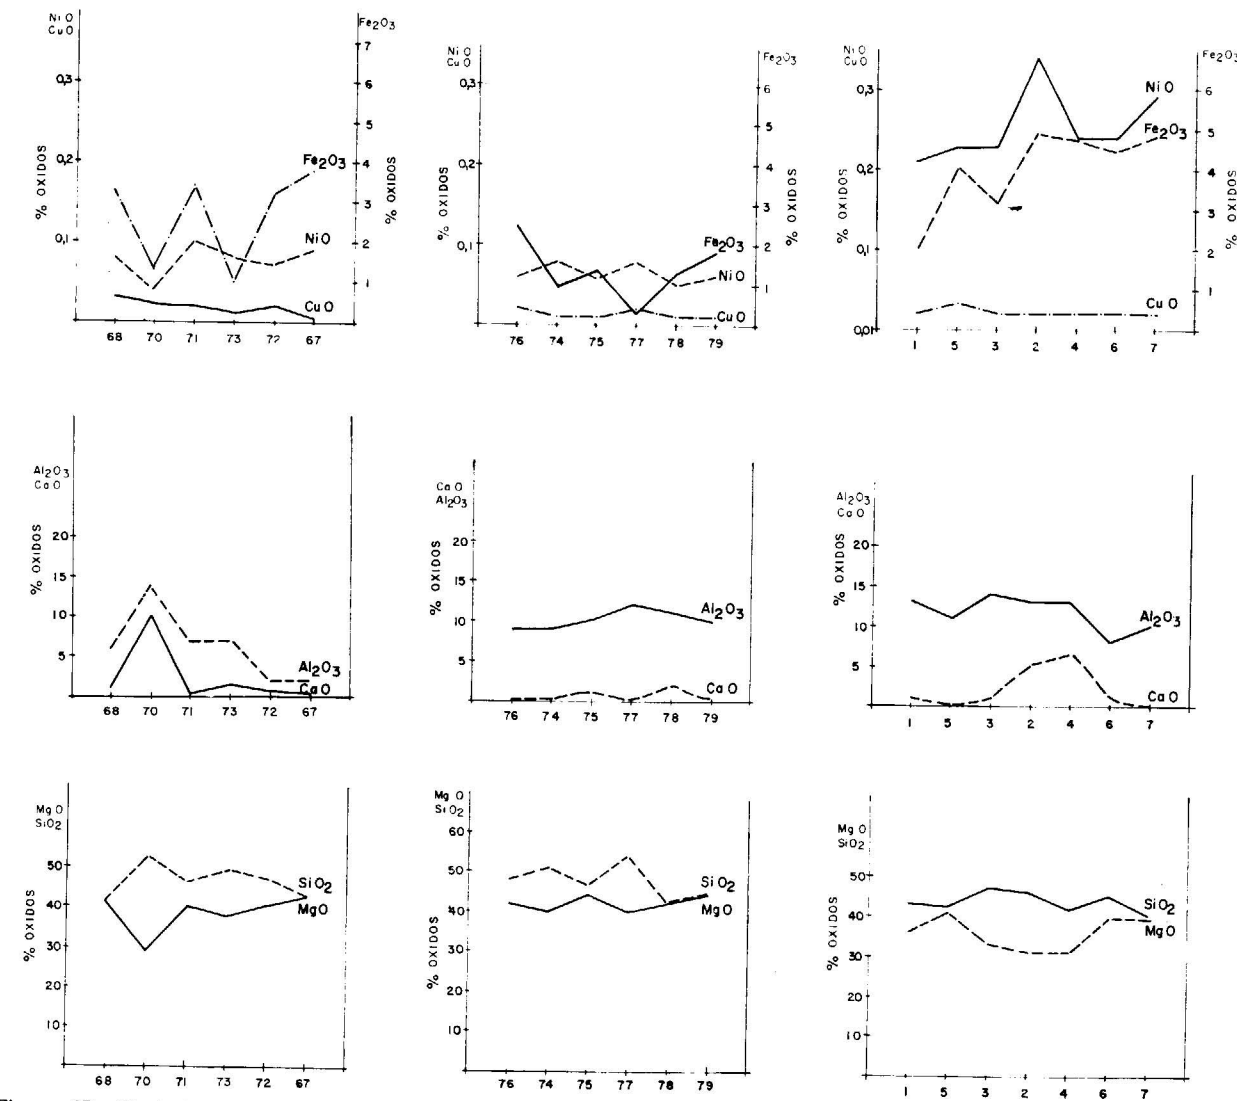 NiO
CuO
Fe2O3
7
0,3
6
5
0,2
4
Fe2O3
3
0,1
2
NiO
1
CuO
% OXIDOS
% OXIDOS
68 70 71 73 72 67
NiO
CuO
Fe2O3
0,3
6
5
0,2
4
3
0,1
2
Fe2O3
NiO
1
CuO
% OXIDOS
% OXIDOS
76 74 75 77 78 79
NiO
CuO
Fe2O3
0,3
6
NiO
Fe2O3
5
0,2
4
3
0,1
2
1
CuO
0,01
% OXIDOS
% OXIDOS
1 5 3 2 4 6 7
Al2O3
CaO
20
15
10
5
Al2O3
CaO
% OXIDOS
68 70 71 73 72 67
CaO
Al2O3
20
15
10
5
Al2O3
CaO
% OXIDOS
76 74 75 77 78 79
Al2O3
CaO
20
15
10
5
Al2O3
CaO
% OXIDOS
1 5 3 2 4 6 7
MgO
SiO2
50
40
30
20
10
SiO2
MgO
% OXIDOS
68 70 71 73 72 67
MgO
SiO2
60
50
40
30
20
10
SiO2
MgO
% OXIDOS
76 74 75 77 78 79
MgO
SiO2
50
40
30
20
10
SiO2
MgO
% OXIDOS
1 5 3 2 4 6 7